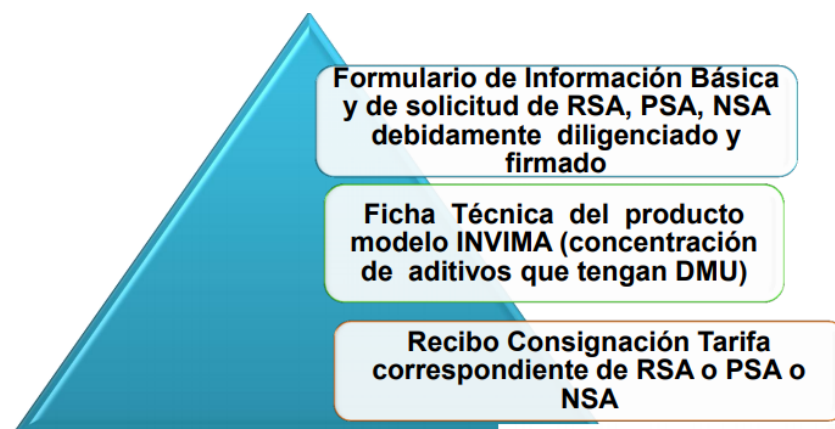 Formulario de Información Básica
y de solicitud de RSA, PSA, NSA
debidamente diligenciado y
firmado
Ficha Técnica del producto
modelo INVIMA (concentración
de aditivos que tengan DMU)
Recibo Consignación Tarifa
correspondiente de RSA o PSA o
NSA